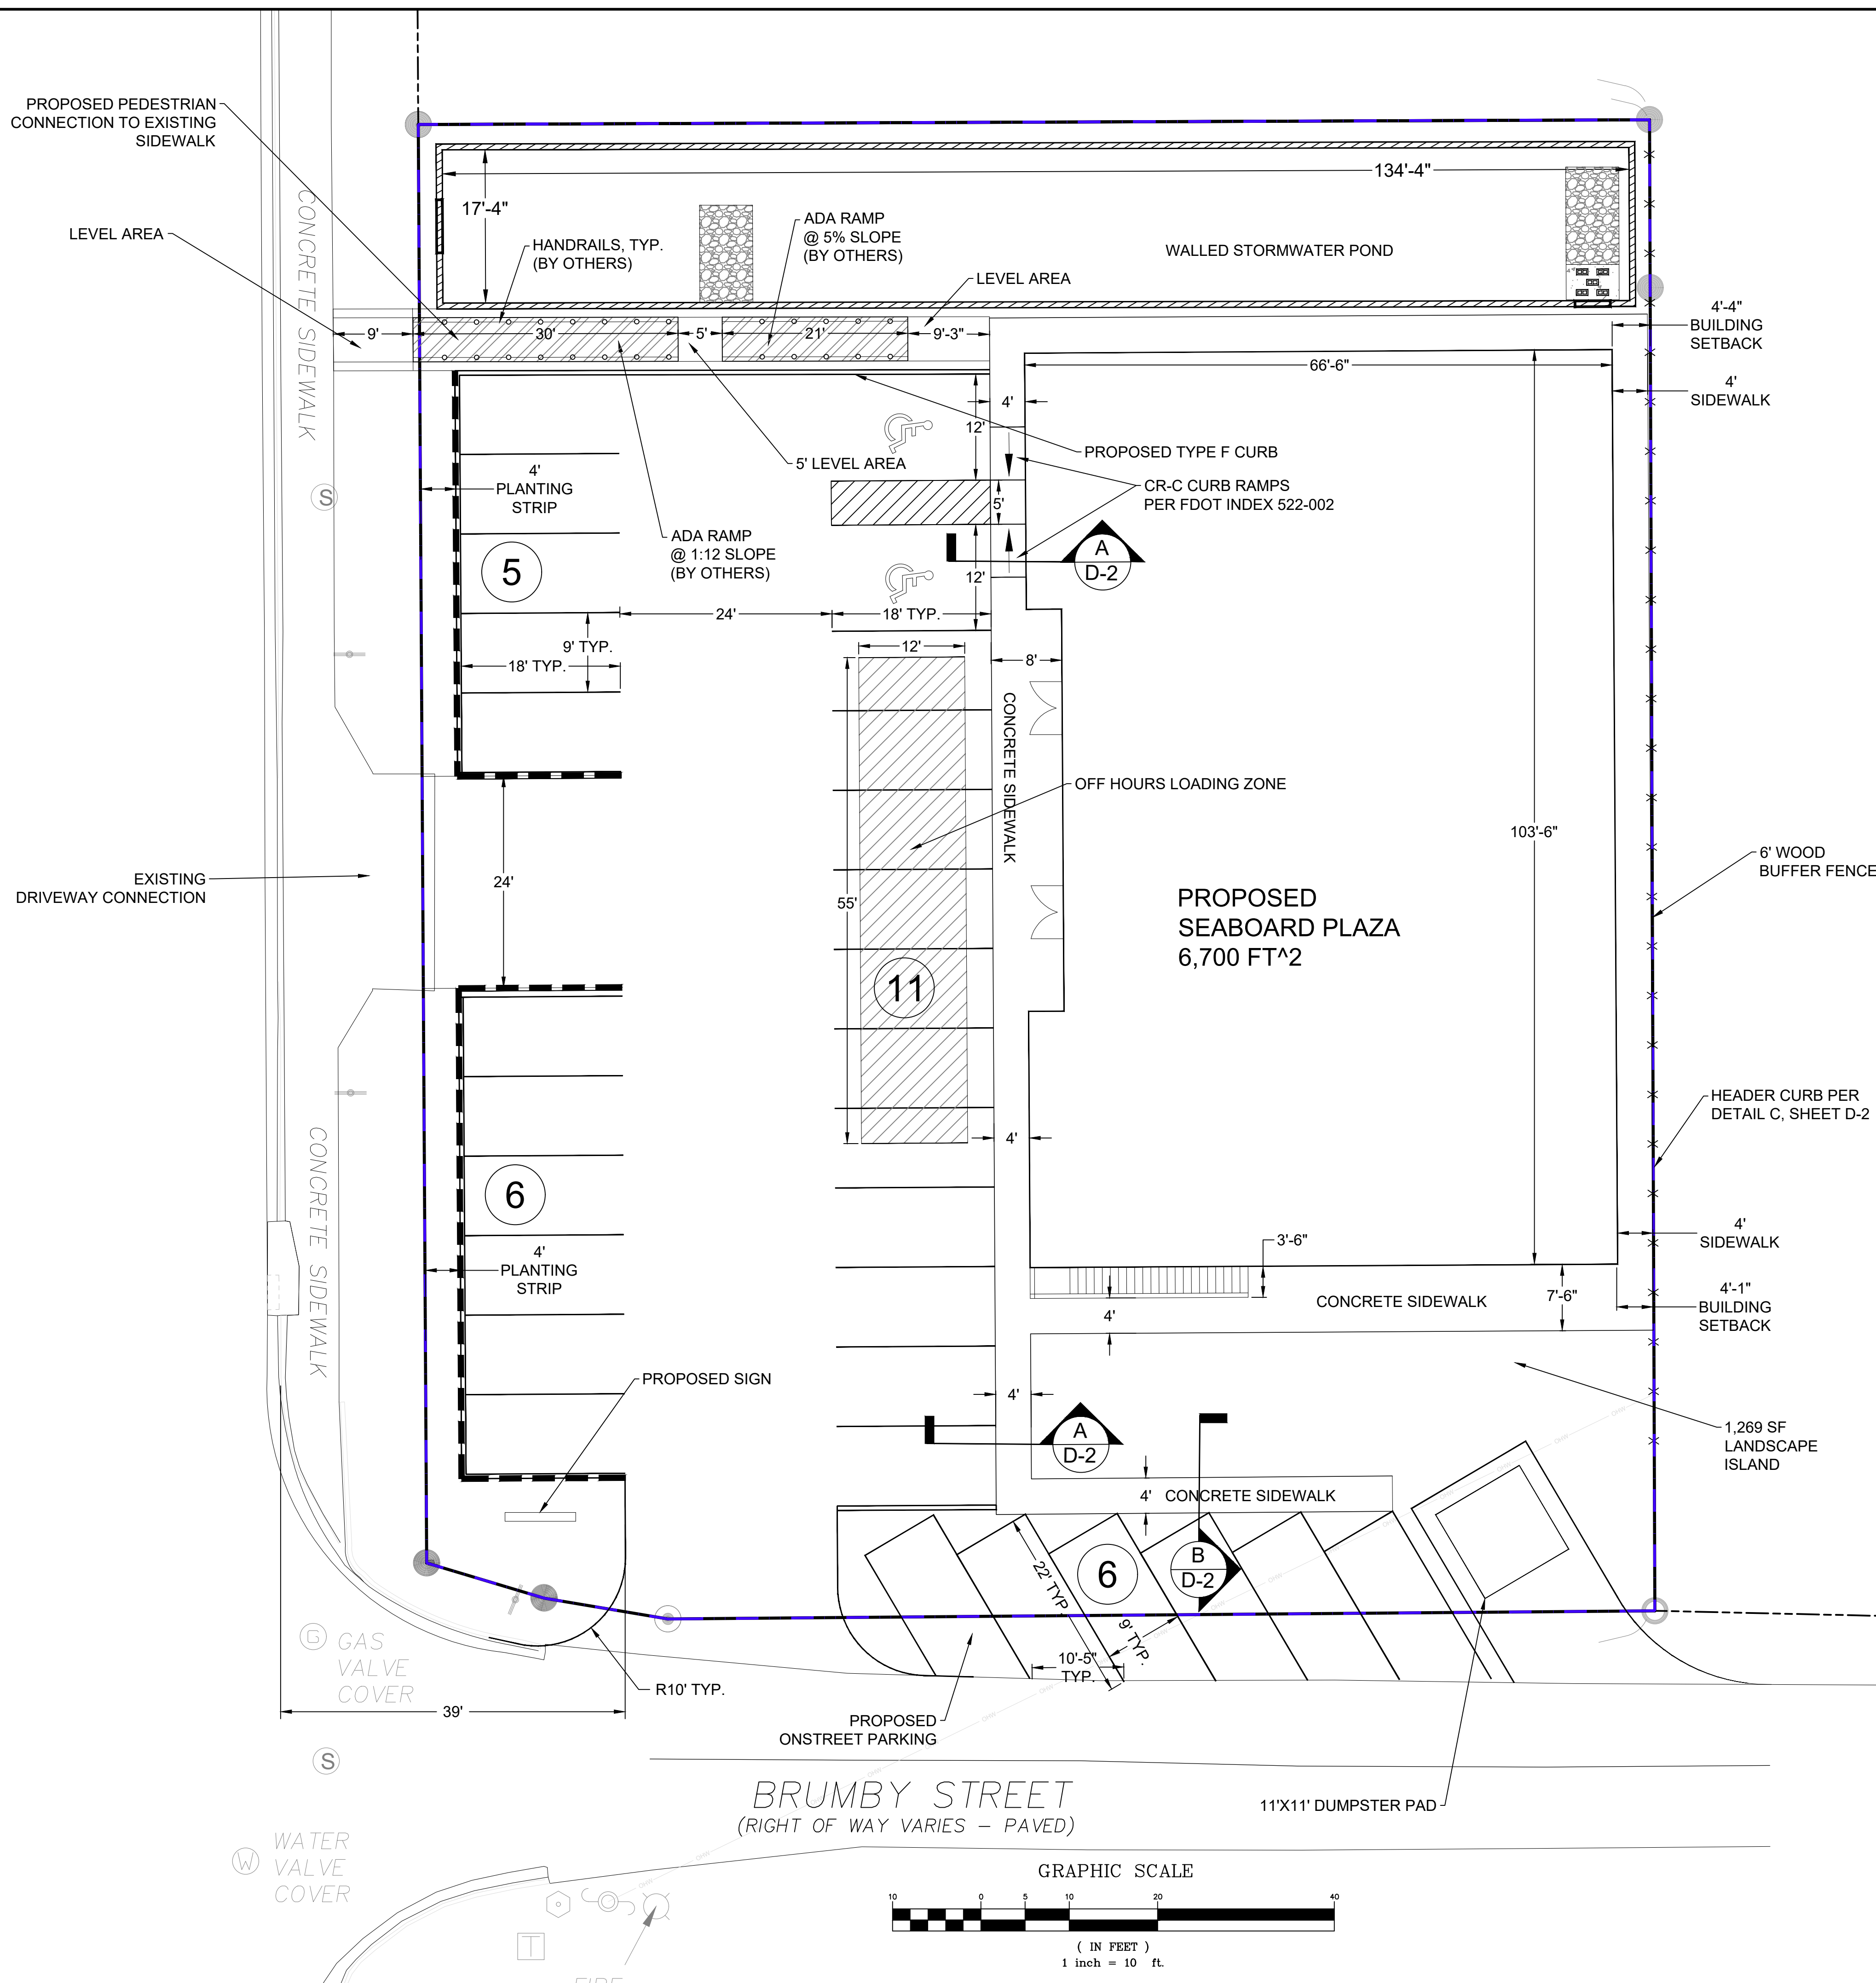 PROPOSED PEDESTRIAN
CONNECTION TO EXISTING
SIDEWALK
LEVEL AREA
CONCRETE SIDEWALK
134'-4"
17'-4"
HANDRAILS, TYP.
(BY OTHERS)
ADA RAMP
@ 5% SLOPE
(BY OTHERS)
WALLED STORMWATER POND
LEVEL AREA
9'
30'
5'
21'
9'-3"
4'-4"
BUILDING
SETBACK
4'
SIDEWALK
66'-6"
4'
12'
PROPOSED TYPE F CURB
5' LEVEL AREA
CR-C CURB RAMPS
PER FDOT INDEX 522-002
4'
PLANTING
STRIP
S
5'
ADA RAMP
@ 1:12 SLOPE
(BY OTHERS)
5
A
D-2
12'
24'
18' TYP.
9' TYP.
18' TYP.
12'
8'
CONCRETE SIDEWALK
OFF HOURS LOADING ZONE
103'-6"
EXISTING
DRIVEWAY CONNECTION
24'
55'
11
PROPOSED
SEABOARD PLAZA
6,700 FT^2
6' WOOD
BUFFER FENCE
HEADER CURB PER
DETAIL C, SHEET D-2
CONCRETE SIDEWALK
4'
6
4'
PLANTING
STRIP
3'-6"
4'
SIDEWALK
CONCRETE SIDEWALK
7'-6"
4'-1"
BUILDING
SETBACK
4'
PROPOSED SIGN
4'
A
D-2
1,269 SF
LANDSCAPE
ISLAND
OHW
4' CONCRETE SIDEWALK
OHW
22' TYP.
6
B
D-2
OHW
OHW
9' TYP.
10'-5"
TYP.
G GAS
VALVE
COVER
R10' TYP.
OHW
39'
PROPOSED
ONSTREET PARKING
OHW
S
OHW
BRUMBY STREET
(RIGHT OF WAY VARIES – PAVED)
11'X11' DUMPSTER PAD
W WATER
VALVE
COVER
OHW
T
GRAPHIC SCALE
10 0 5 10 20 40
( IN FEET )
1 inch = 10 ft.